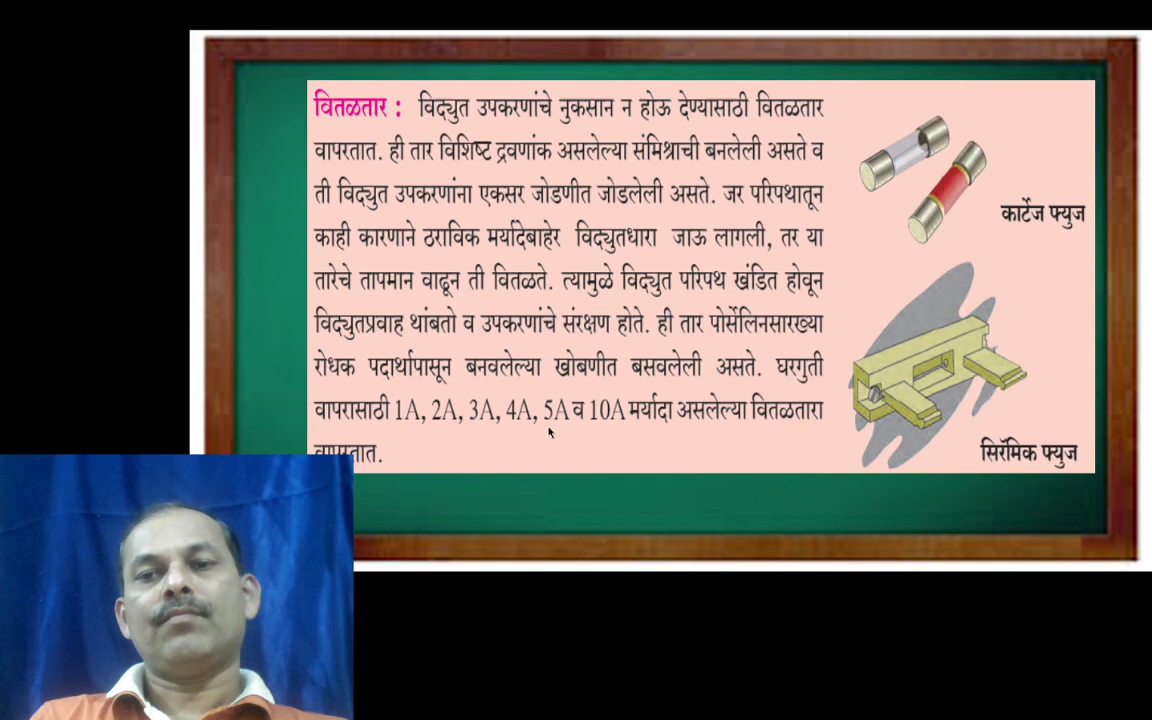 वितळतार : विद्युत उपकरणांचे नुकसान न होऊ देण्यासाठी वितळतार
वापरतात. ही तार विशिष्ट द्रवणांक असलेल्या संमिश्राची बनलेली असते व
ती विद्युत उपकरणांना एकसर जोडणीत जोडलेली असते. जर परिपथातून
काही कारणाने ठराविक मर्यादेबाहेर विद्युतधारा जाऊ लागली, तर या
तारेचे तापमान वाढून ती वितळते. त्यामुळे विद्युत परिपथ खंडित होवून
विद्युतप्रवाह थांबतो व उपकरणांचे संरक्षण होते. ही तार पोर्सेलिनसारख्या
रोधक पदार्थापासून बनवलेल्या खोबणीत बसवलेली असते. घरगुती
वापरासाठी 1A, 2A, 3A, 4A, 5A व 10A मर्यादा असलेल्या वितळतारा
वापरतात.
कार्टेज फ्युज
सिरॅमिक फ्युज